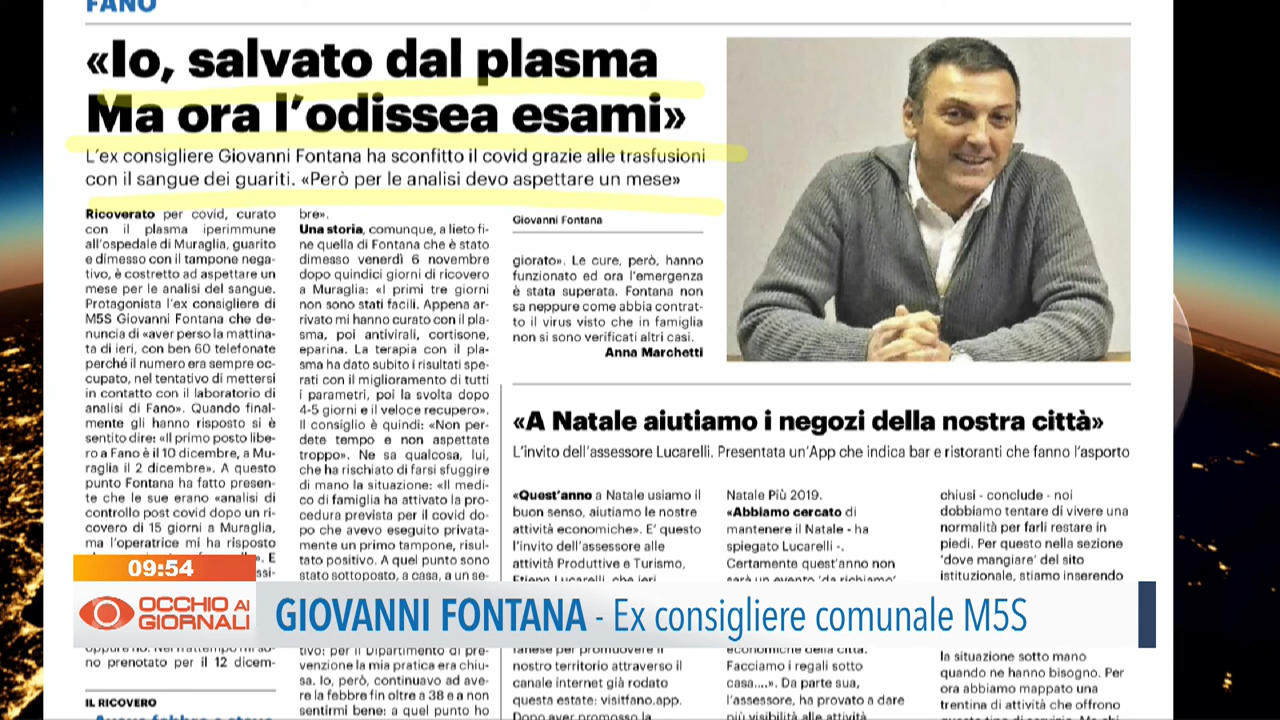 FANO
«Io, salvato dal plasma
Ma ora l'odissea esami»
L'ex consigliere Giovanni Fontana ha sconfitto il covid grazie alle trasfusioni
con il sangue dei guariti. «Però per le analisi devo aspettare un mese»
Ricoverato per covid, curato
con il plasma iperimmune
all'ospedale di Muraglia, guarito
e dimesso con il tampone nega-
tivo, è costretto ad aspettare un
mese per le analisi del sangue.
Protagonista l'ex consigliere di
M5S Giovanni Fontana che de-
nuncia di «aver perso la mattina-
ta di ieri, con ben 60 telefonate
perché il numero era sempre oc-
cupato, nel tentativo di mettersi
in contatto con il laboratorio di
analisi di Fano». Quando final-
mente gli hanno risposto si è
sentito dire: «Il primo posto libe-
ro a Fano è il 10 dicembre, a Mu-
raglia il 2 dicembre». A questo
punto Fontana ha fatto presen-
te che le sue erano «analisi di
controllo post covid dopo un ri-
covero di 15 giorni a Muraglia,
ma l'operatrice mi ha risposto
E
ssi-
no prenotato per il 12 dicem-
IL RICOVERO
bre».
Una storia, comunque, a lieto fi-
ne quella di Fontana che è stato
dimesso venerdì 6 novembre
dopo quindici giorni di ricovero
a Muraglia: «I primi tre giorni
non sono stati facili. Appena ar-
rivato mi hanno curato con il pla-
sma, poi antivirali, cortisone,
eparina. La terapia con il pla-
sma ha dato subito i risultati spe-
rati con il miglioramento di tutti
i parametri, poi la svolta dopo
4-5 giorni e il veloce recupero».
Il consiglio è quindi: «Non per-
dete tempo e non aspettate
troppo». Ne sa qualcosa, lui,
che ha rischiato di farsi sfuggire
di mano la situazione: «Il medi-
co di famiglia ha attivato la pro-
cedura prevista per il covid do-
po che avevo eseguito privata-
mente un primo tampone, risul-
tato positivo. A quel punto sono
stato sottoposto, a casa, a un se-
tivo: per il Dipartimento di pre-
venzione la mia pratica era chiu-
sa. Io, però, continuavo ad ave-
re la febbre fin oltre a 38 e a non
sentirmi bene: a quel punto ho
Giovanni Fontana
giorato». Le cure, però, hanno
funzionato ed ora l'emergenza
è stata superata. Fontana non
sa neppure come abbia contrat-
to il virus visto che in famiglia
non si sono verificati altri casi.
Anna Marchetti
«A Natale aiutiamo i negozi della nostra città»
L'invito dell'assessore Lucarelli. Presentata un'App che indica bar e ristoranti che fanno l'asporto
«Quest'anno a Natale usiamo il
buon senso, aiutiamo le nostre
attività economiche». E' questo
l'invito dell'assessore alle
attività Produttive e Turismo,
Etienn Lucarelli, che ieri
fanese per promuovere il
nostro territorio attraverso il
canale internet già rodato
questa estate: visitfano.app.
Dopo aver promosso la
Natale Più 2019.
«Abbiamo cercato di
mantenere il Natale - ha
spiegato Lucarelli -.
Certamente quest'anno non
sarà un evento 'da richiamo'
economiche della città.
Facciamo i regali sotto
casa....». Da parte sua,
l'assessore, ha provato a dare
più visibilità alle attività
chiusi - conclude - noi
dobbiamo tentare di vivere una
normalità per farli restare in
piedi. Per questo nella sezione
'dove mangiare' del sito
istituzionale, stiamo inserendo
la situazione sotto mano
quando ne hanno bisogno. Per
ora abbiamo mappato una
trentina di attività che offrono
09:54
OCCHIO AI
GIORNALI
GIOVANNI FONTANA - Ex consigliere comunale M5S